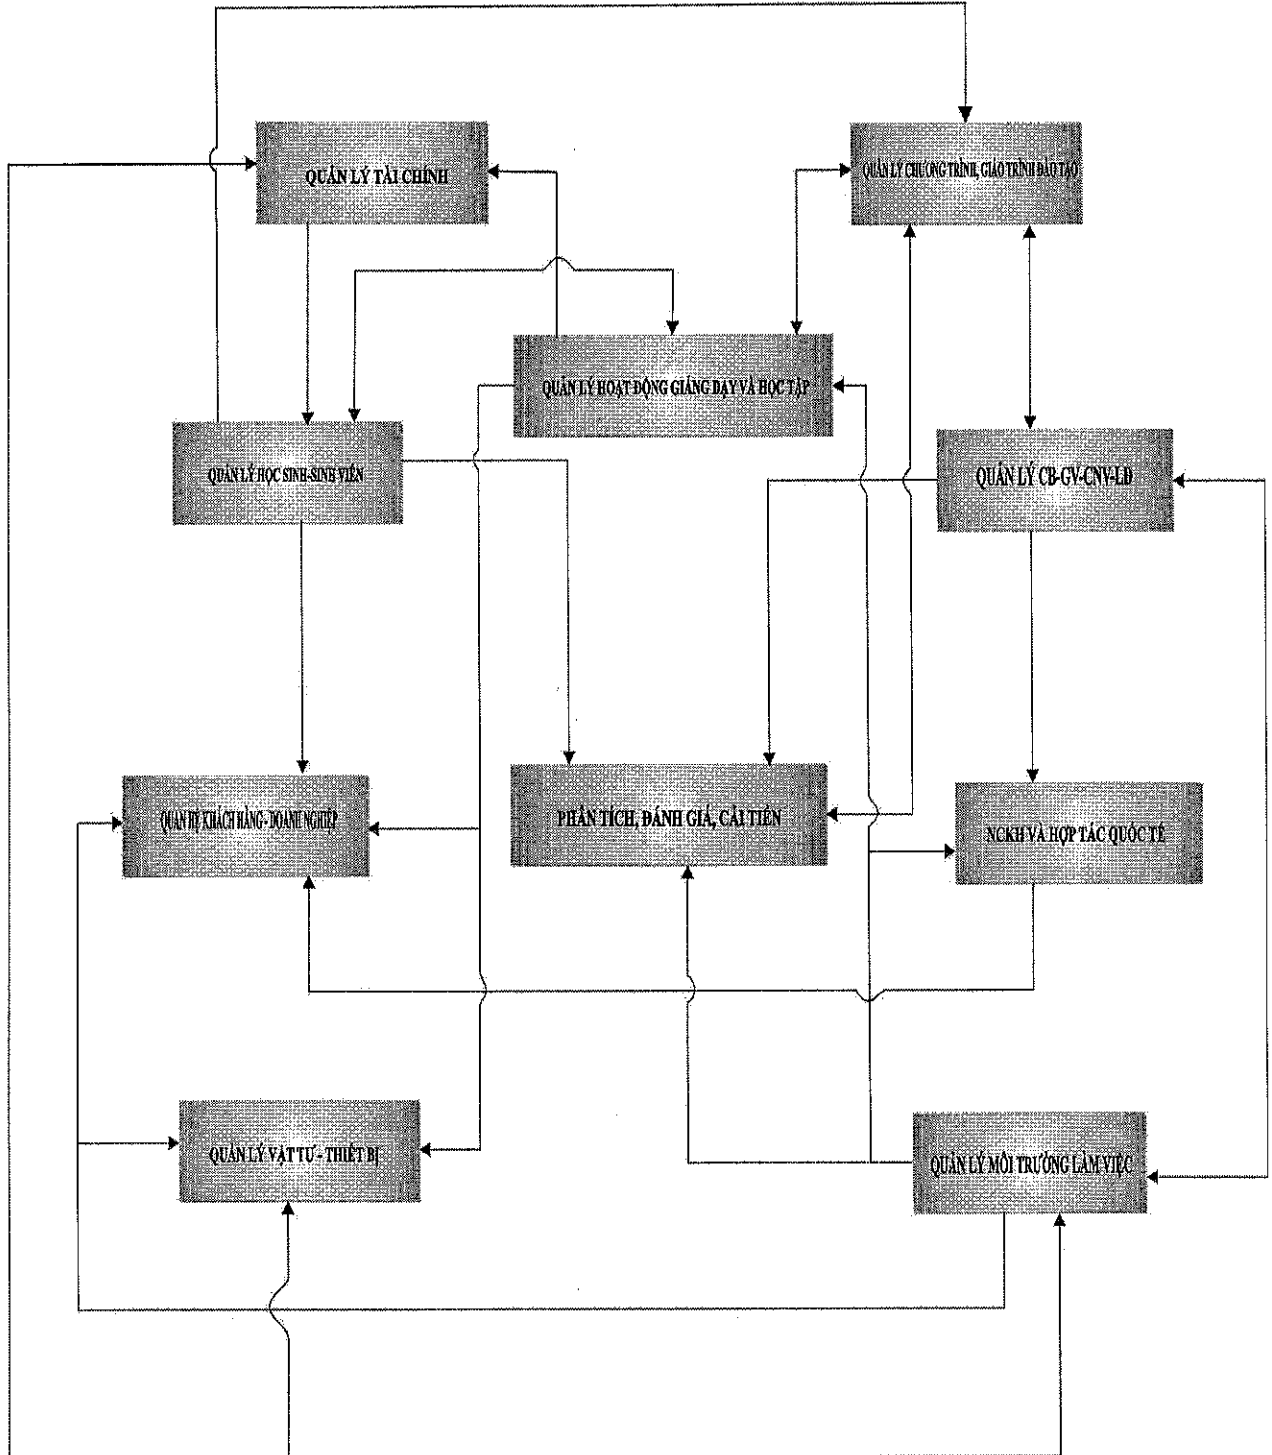 QUẢN LÝ TÀI CHÍNH
QUẢN LÝ CHƯƠNG TRÌNH, GIÁO TRÌNH ĐÀO TẠO
QUẢN LÝ HOẠT ĐỘNG GIẢNG DẠY VÀ HỌC TẬP
QUẢN LÝ HỌC SINH-SINH VIÊN
QUẢN LÝ CB-GV-CNV-LĐ
QUAN HỆ KHÁCH HÀNG - DOANH NGHIỆP
PHÂN TÍCH, ĐÁNH GIÁ, CẢI TIẾN
NCKH VÀ HỢP TÁC QUỐC TẾ
QUẢN LÝ VẬT TƯ - THIẾT BỊ
QUẢN LÝ MÔI TRƯỜNG LÀM VIỆC